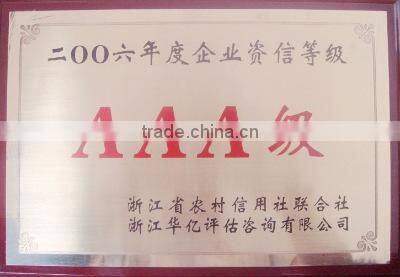 二OO六年度企业资信等级
trade.china.cn
AAA级
浙江省农村信用社联合社
浙江华亿评估咨询有限公司